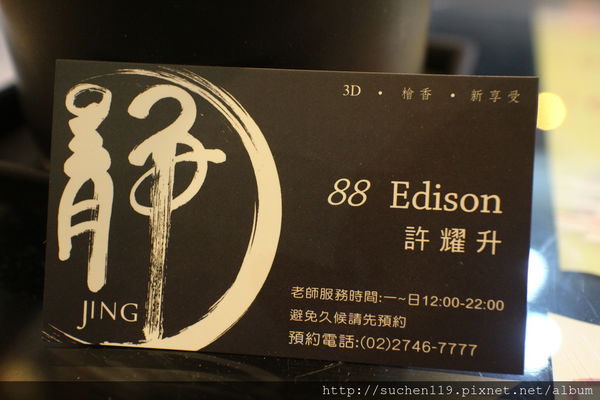 3D · 檜香 · 新享受
靜
JING
88 Edison
許耀升
老師服務時間:一~日12:00-22:00
避免久候請先預約
預約電話:(02)2746-7777
http://suchen119.pixnet.net/album